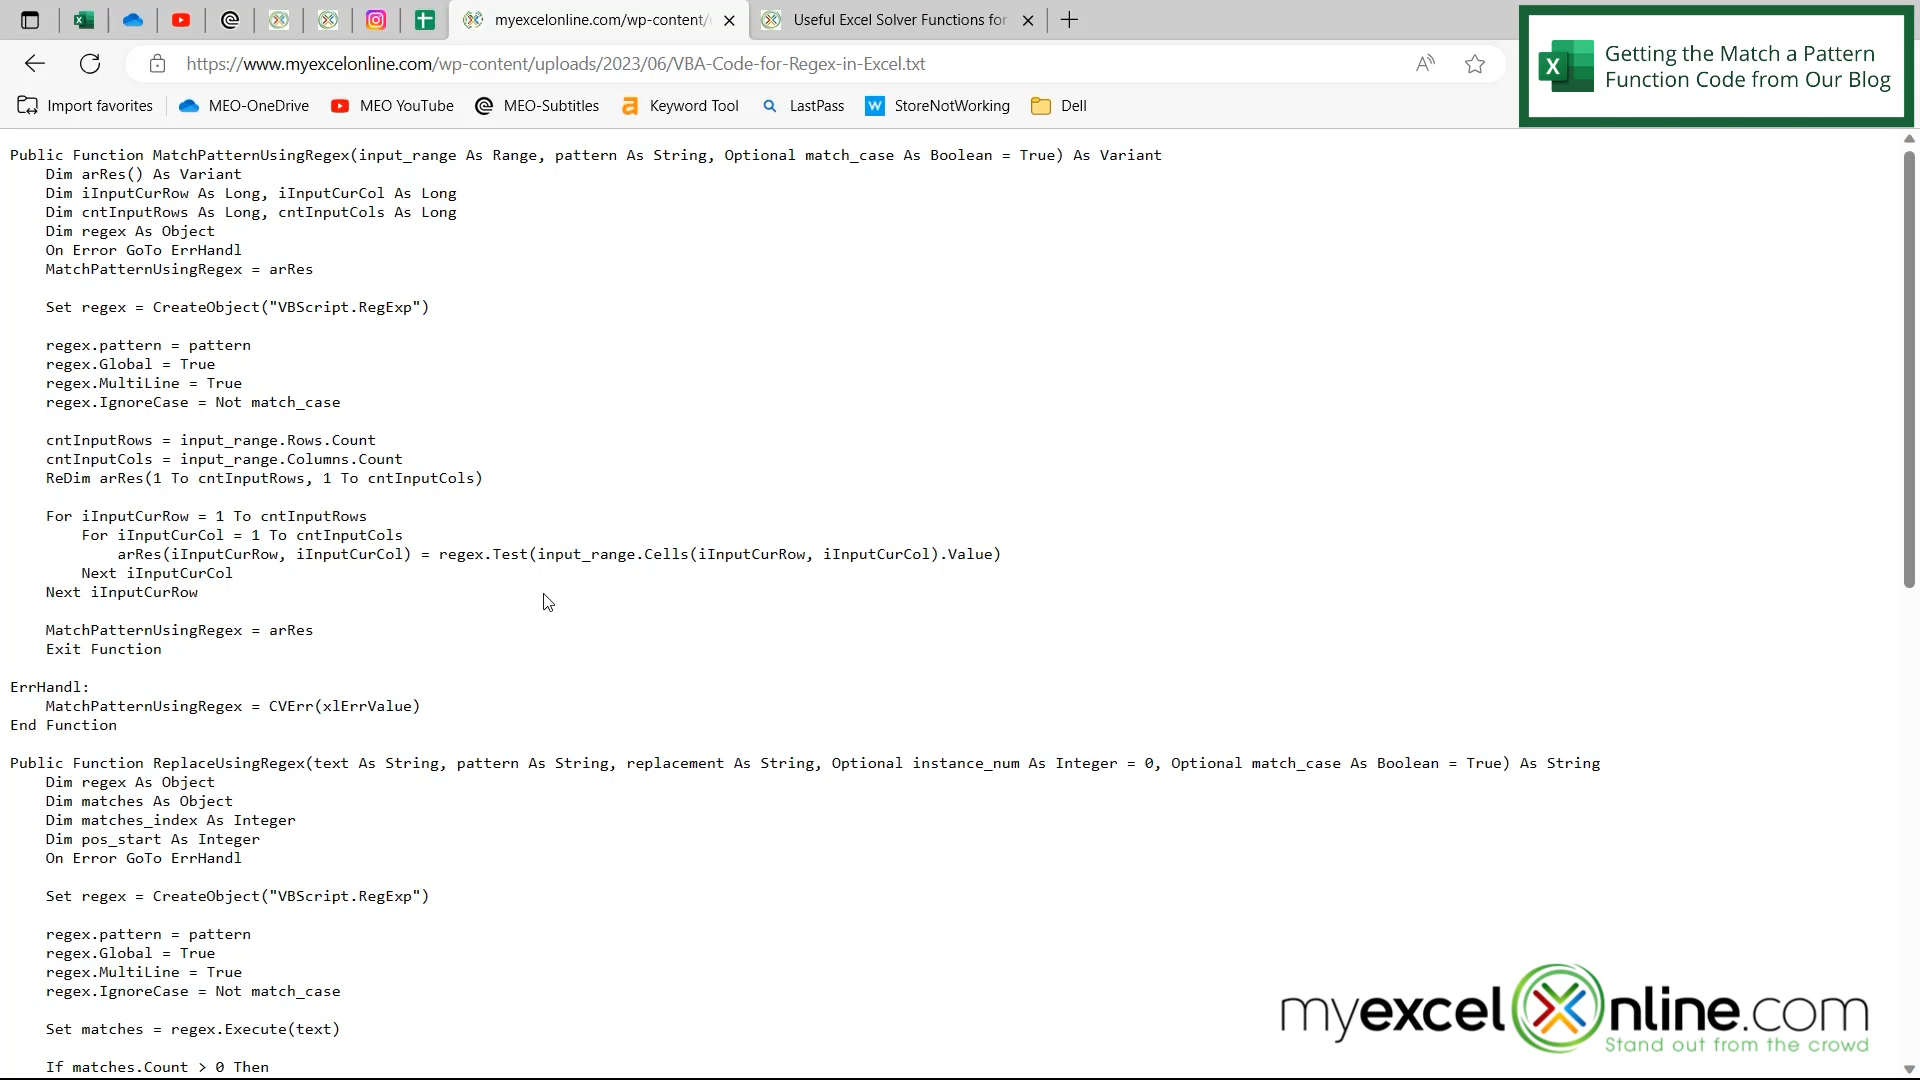 myexcelonline.com/wp-content/
Useful Excel Solver Functions for
Getting the Match a Pattern
Function Code from Our Blog
https://www.myexcelonline.com/wp-content/uploads/2023/06/VBA-Code-for-Regex-in-Excel.txt
Import favorites
MEO-OneDrive
MEO YouTube
MEO-Subtitles
Keyword Tool
LastPass
StoreNotWorking
Dell
Public Function MatchPatternUsingRegex(input_range As Range, pattern As String, Optional match_case As Boolean = True) As Variant
Dim arRes() As Variant
Dim iInputCurRow As Long, iInputCurCol As Long
Dim cntInputRows As Long, cntInputCols As Long
Dim regex As Object
On Error GoTo ErrHandl
MatchPatternUsingRegex = arRes
Set regex = CreateObject("VBScript.RegExp")
regex.pattern = pattern
regex.Global = True
regex.MultiLine = True
regex.IgnoreCase = Not match_case
cntInputRows = input_range.Rows.Count
cntInputCols = input_range.Columns.Count
ReDim arRes(1 To cntInputRows, 1 To cntInputCols)
For iInputCurRow = 1 To cntInputRows
For iInputCurCol = 1 To cntInputCols
arRes(iInputCurRow, iInputCurCol) = regex.Test(input_range.Cells(iInputCurRow, iInputCurCol).Value)
Next iInputCurCol
Next iInputCurRow
MatchPatternUsingRegex = arRes
Exit Function
ErrHandl:
MatchPatternUsingRegex = CVErr(xlErrValue)
End Function
Public Function ReplaceUsingRegex(text As String, pattern As String, replacement As String, Optional instance_num As Integer = 0, Optional match_case As Boolean = True) As String
Dim regex As Object
Dim matches As Object
Dim matches_index As Integer
Dim pos_start As Integer
On Error GoTo ErrHandl
Set regex = CreateObject("VBScript.RegExp")
regex.pattern = pattern
regex.Global = True
regex.MultiLine = True
regex.IgnoreCase = Not match_case
Set matches = regex.Execute(text)
If matches.Count > 0 Then
myexcelonline.com
Stand out from the crowd